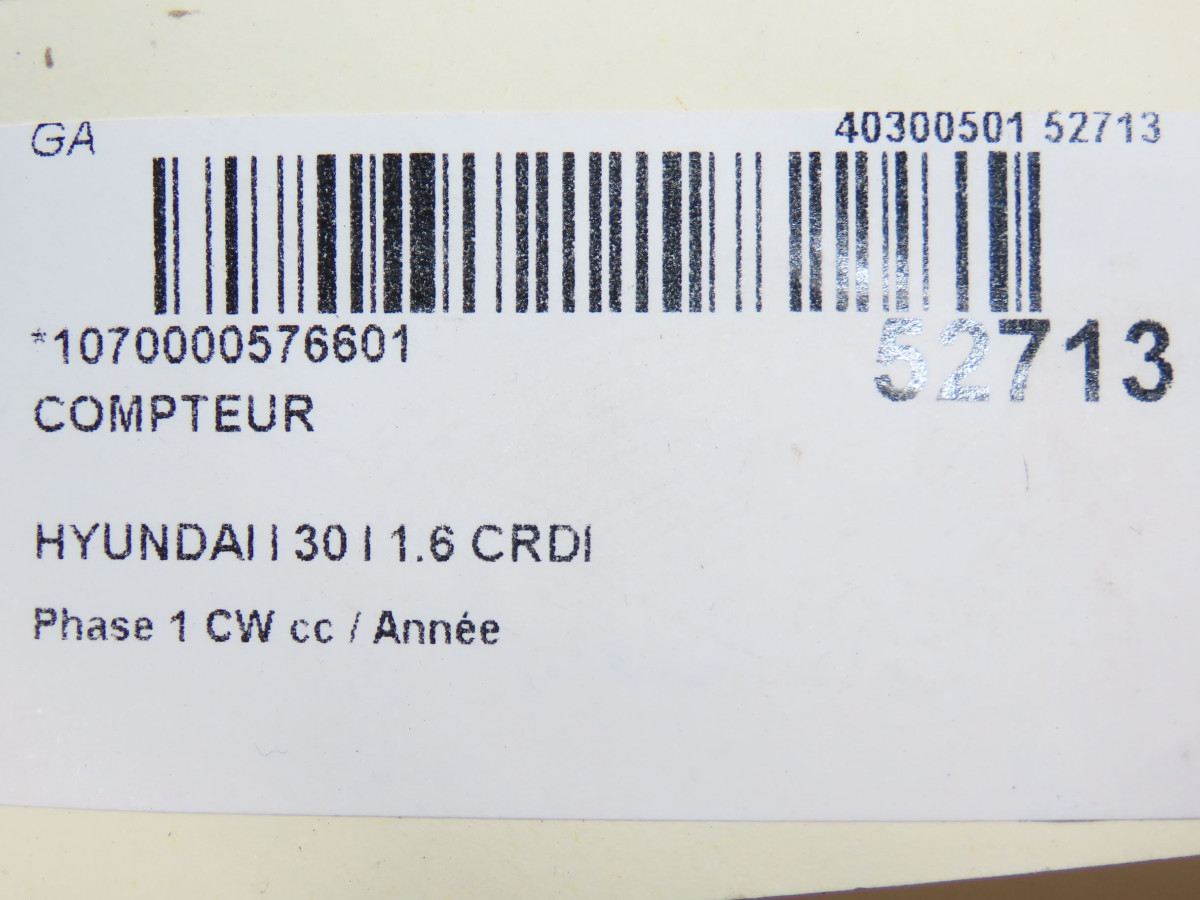 GA 40300501 52713
*1070000576601 52713
COMPTEUR
HYUNDAI I 30 I 1.6 CRDI
Phase 1 CW cc / Année